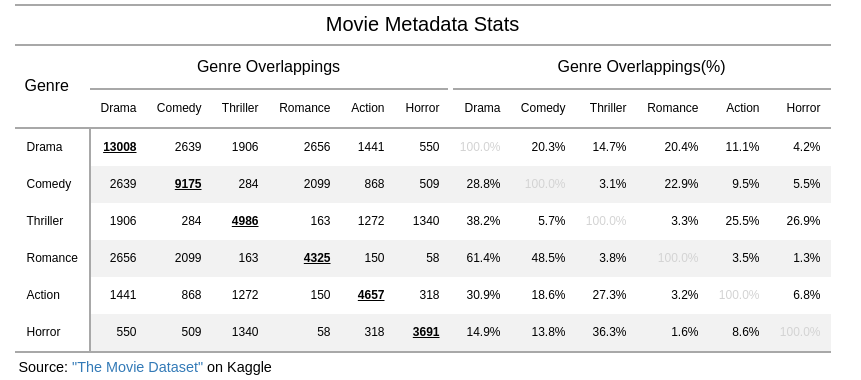 Movie Metadata Stats
Genre Genre Overlappings Genre Overlappings(%)
Drama Comedy Thriller Romance Action Horror Drama Comedy Thriller Romance Action Horror
Drama 13008 2639 1906 2656 1441 550 100.0% 20.3% 14.7% 20.4% 11.1% 4.2%
Comedy 2639 9175 284 2099 868 509 28.8% 100.0% 3.1% 22.9% 9.5% 5.5%
Thriller 1906 284 4986 163 1272 1340 38.2% 5.7% 100.0% 3.3% 25.5% 26.9%
Romance 2656 2099 163 4325 150 58 61.4% 48.5% 3.8% 100.0% 3.5% 1.3%
Action 1441 868 1272 150 4657 318 30.9% 18.6% 27.3% 3.2% 100.0% 6.8%
Horror 550 509 1340 58 318 3691 14.9% 13.8% 36.3% 1.6% 8.6% 100.0%
Source: "The Movie Dataset" on Kaggle